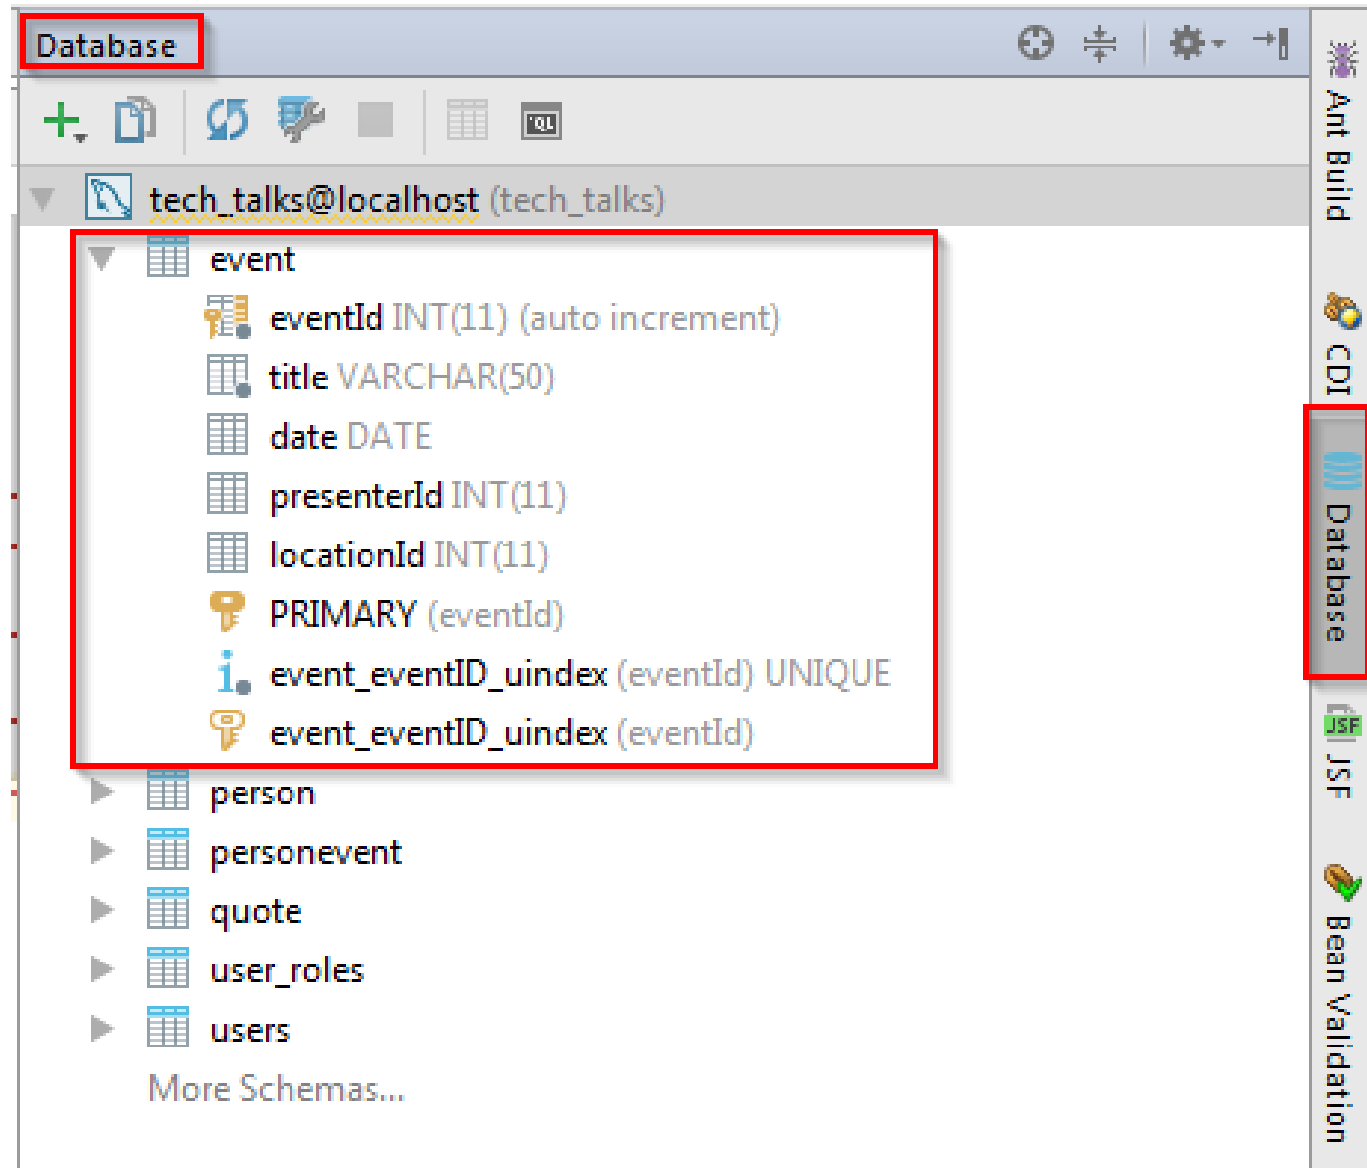 Database
QL
tech_talks@localhost (tech_talks)
event
eventId INT(11) (auto increment)
title VARCHAR(50)
date DATE
presenterId INT(11)
locationId INT(11)
PRIMARY (eventId)
event_eventID_uindex (eventId) UNIQUE
event_eventID_uindex (eventId)
person
personevent
quote
user_roles
users
More Schemas...
Ant Build
CDI
Database
JSF
JSF
Bean Validation